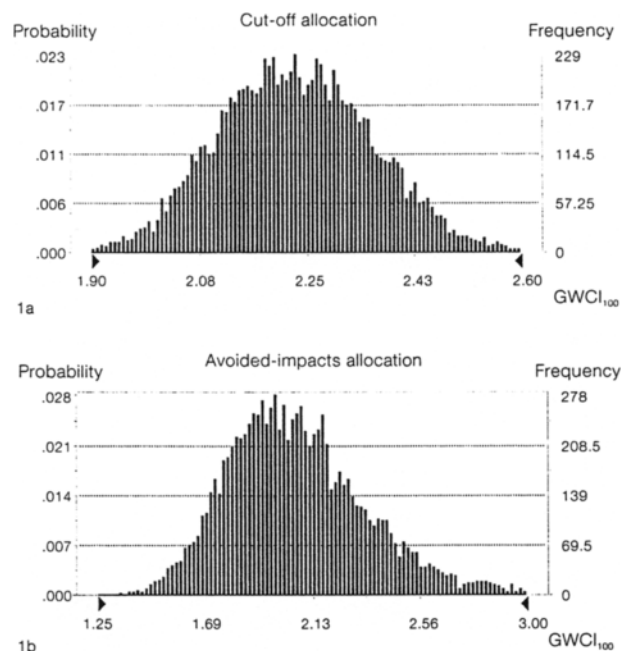 Cut-off allocation
Probability Frequency
.023 229
.017 171.7
.011 114.5
.006 57.25
.000 0
1.90 2.08 2.25 2.43 2.60
1a GWCI₁₀₀
Avoided-impacts allocation
Probability Frequency
.028 278
.021 208.5
.014 139
.007 69.5
.000 0
1.25 1.69 2.13 2.56 3.00
1b GWCI₁₀₀